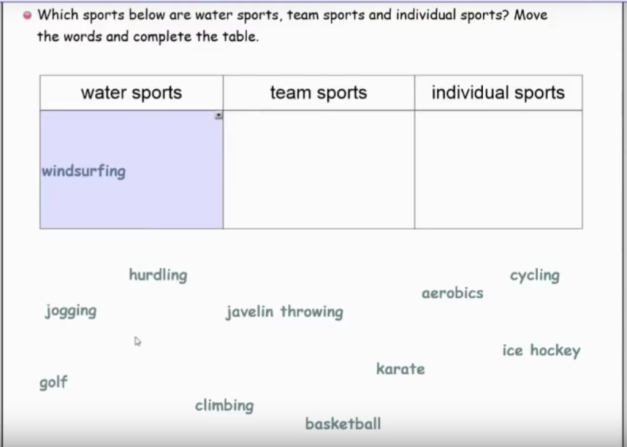 Which sports below are water sports, team sports and individual sports? Move
the words and complete the table.
water sports team sports individual sports
windsurfing
hurdling
cycling
aerobics
jogging
javelin throwing
ice hockey
karate
golf
climbing
basketball